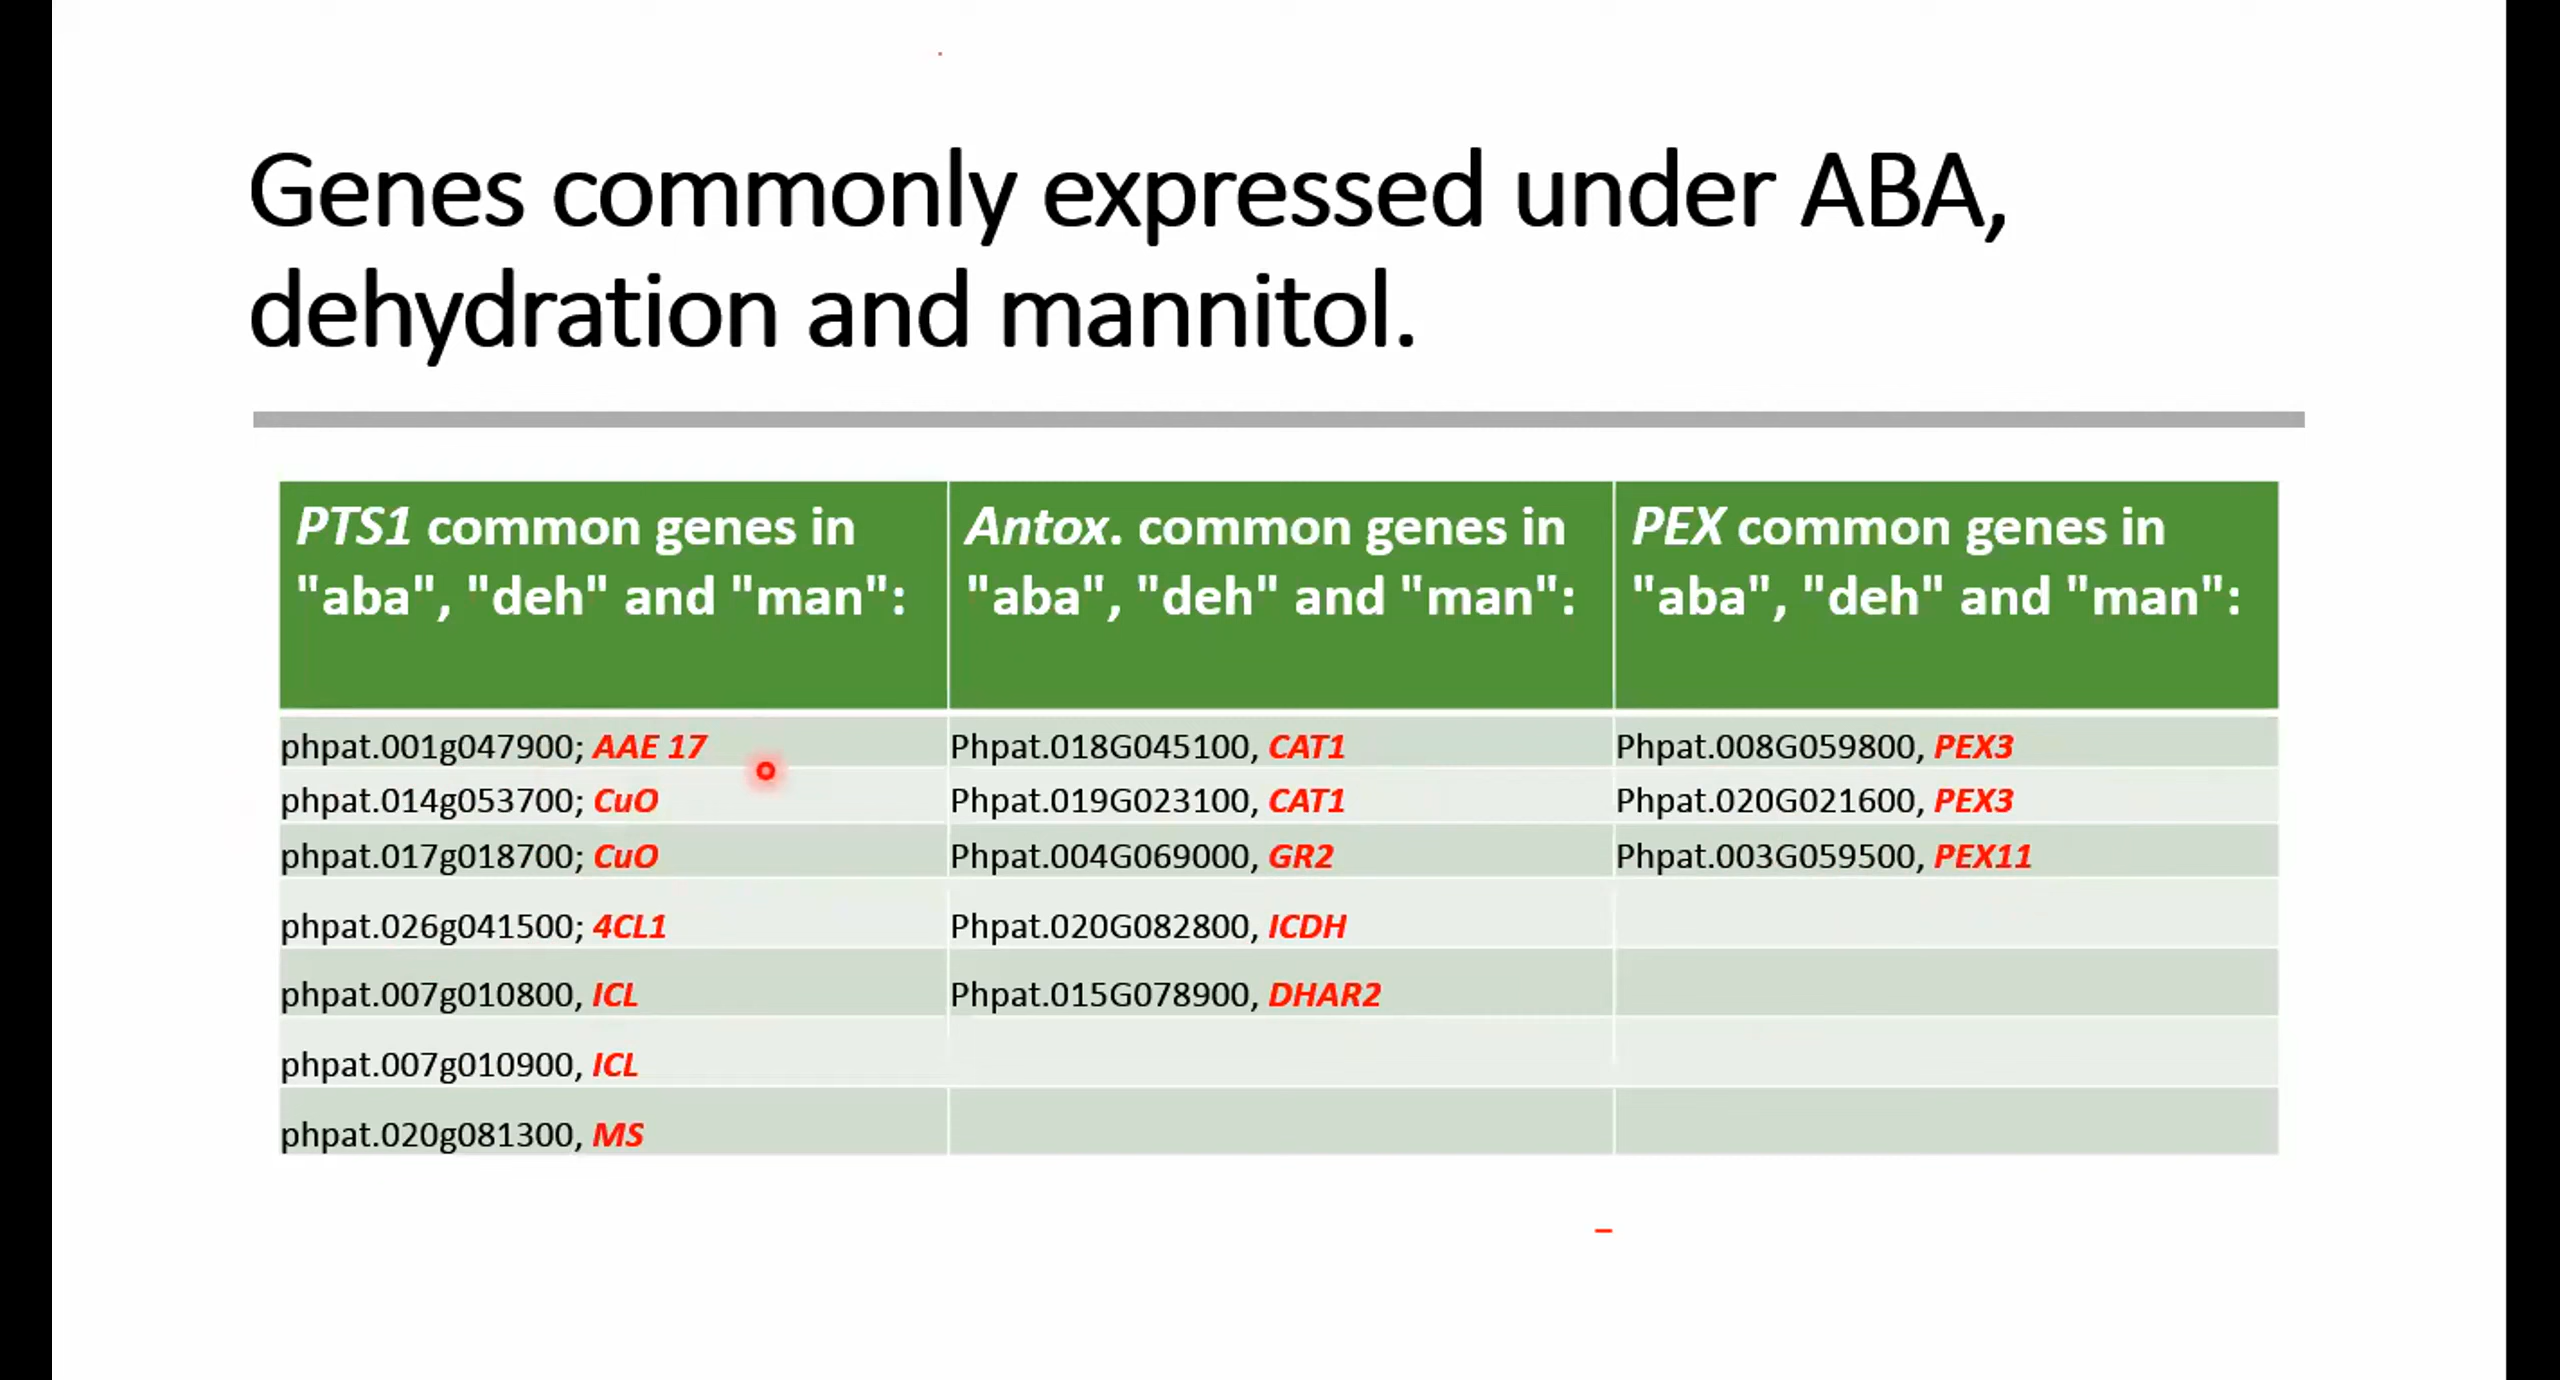 Genes commonly expressed under ABA,
dehydration and mannitol.
PTS1 common genes in
"aba", "deh" and "man":
Antox. common genes in
"aba", "deh" and "man":
PEX common genes in
"aba", "deh" and "man":
phpat.001g047900; AAE 17
Phpat.018G045100, CAT1
Phpat.008G059800, PEX3
phpat.014g053700; CuO
Phpat.019G023100, CAT1
Phpat.020G021600, PEX3
phpat.017g018700; CuO
Phpat.004G069000, GR2
Phpat.003G059500, PEX11
phpat.026g041500; 4CL1
Phpat.020G082800, ICDH
phpat.007g010800, ICL
Phpat.015G078900, DHAR2
phpat.007g010900, ICL
phpat.020g081300, MS